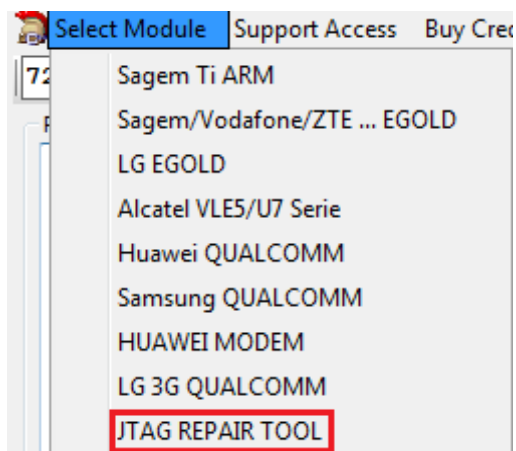 Select Module Support Access Buy Cre
72
Sagem Ti ARM
Sagem/Vodafone/ZTE ... EGOLD
LG EGOLD
Alcatel VLE5/U7 Serie
Huawei QUALCOMM
Samsung QUALCOMM
HUAWEI MODEM
LG 3G QUALCOMM
JTAG REPAIR TOOL